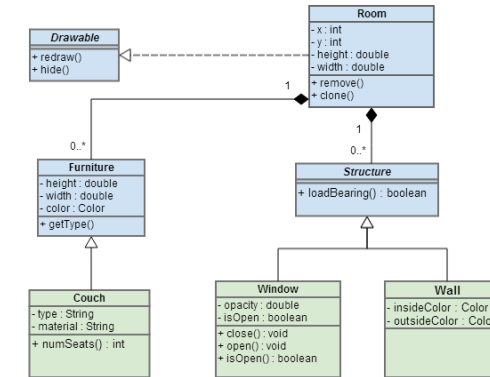 Room
- x : int
- y : int
- height : double
- width : double
+ remove()
+ clone()
Drawable
+ redraw()
+ hide()
1
0..*
1
0..*
Furniture
- height : double
- width : double
- color : Color
+ getType()
Structure
+ loadBearing() : boolean
Couch
- type : String
- material : String
+ numSeats() : int
Window
- opacity : double
- isOpen : boolean
+ close() : void
+ open() : void
+ isOpen() : boolean
Wall
- insideColor : Color
- outsideColor : Colo